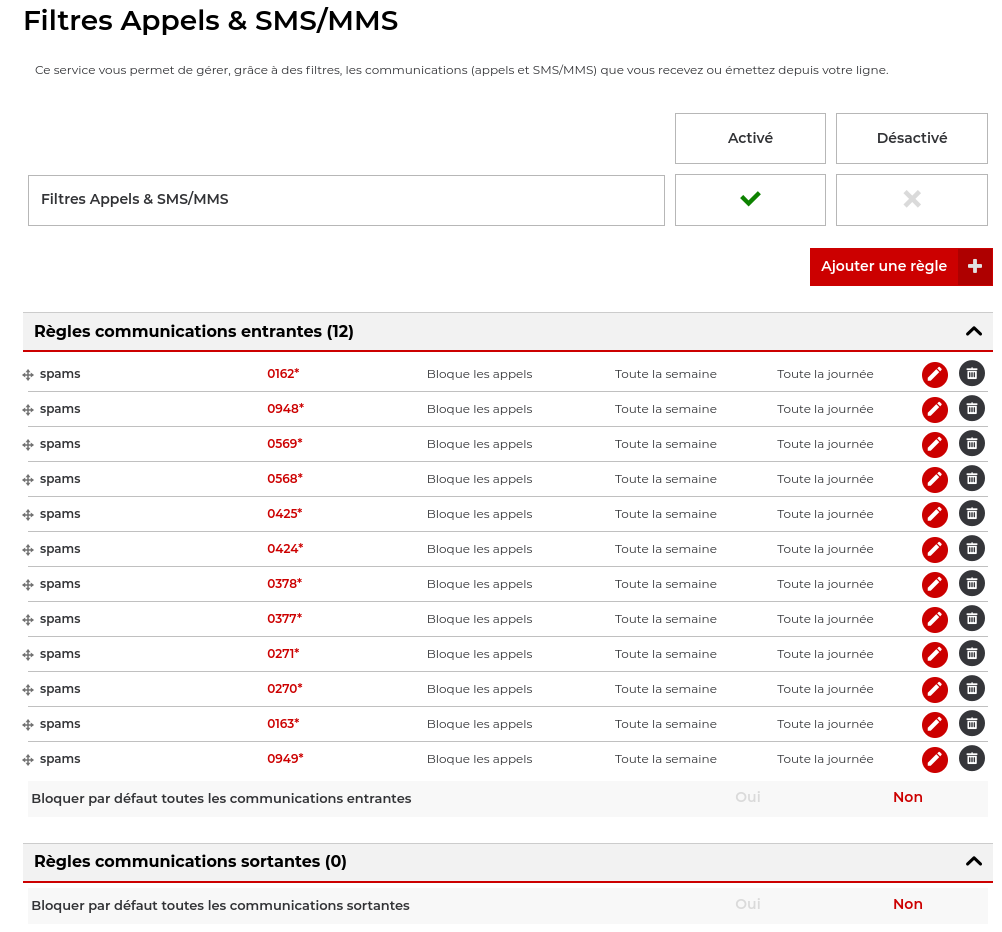 Filtres Appels & SMS/MMS
Ce service vous permet de gérer, grâce à des filtres, les communications (appels et SMS/MMS) que vous recevez ou émettez depuis votre ligne.
Activé Désactivé
Filtres Appels & SMS/MMS
Ajouter une règle
Règles communications entrantes (12)
spams 0162* Bloque les appels Toute la semaine Toute la journée
spams 0948* Bloque les appels Toute la semaine Toute la journée
spams 0569* Bloque les appels Toute la semaine Toute la journée
spams 0568* Bloque les appels Toute la semaine Toute la journée
spams 0425* Bloque les appels Toute la semaine Toute la journée
spams 0424* Bloque les appels Toute la semaine Toute la journée
spams 0378* Bloque les appels Toute la semaine Toute la journée
spams 0377* Bloque les appels Toute la semaine Toute la journée
spams 0271* Bloque les appels Toute la semaine Toute la journée
spams 0270* Bloque les appels Toute la semaine Toute la journée
spams 0163* Bloque les appels Toute la semaine Toute la journée
spams 0949* Bloque les appels Toute la semaine Toute la journée
Bloquer par défaut toutes les communications entrantes Oui Non
Règles communications sortantes (0)
Bloquer par défaut toutes les communications sortantes Oui Non